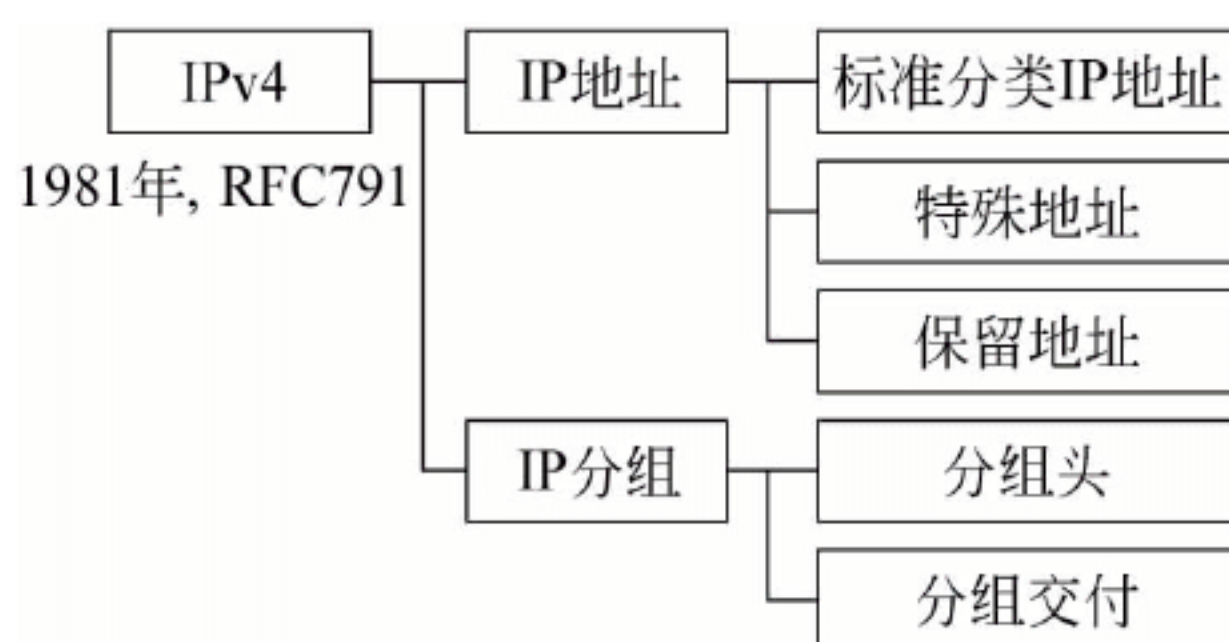 IPv4
IP地址
标准分类IP地址
1981年, RFC791
特殊地址
保留地址
IP分组
分组头
分组交付